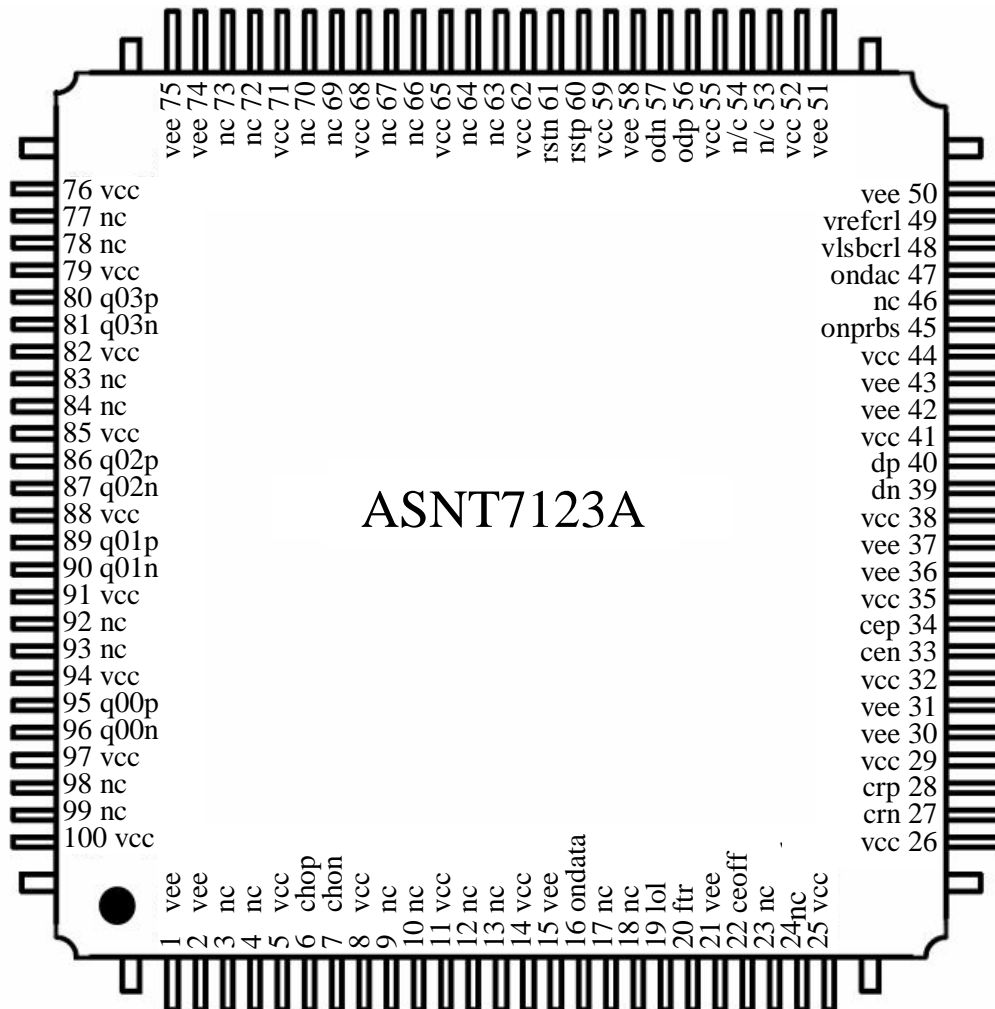 vee 75
vee 74
nc 73
nc 72
vcc 71
nc 70
nc 69
vcc 68
nc 67
nc 66
vcc 65
nc 64
nc 63
vcc 62
rstn 61
rstp 60
vcc 59
vee 58
odn 57
odp 56
vcc 55
n/c 54
n/c 53
vcc 52
vee 51
76 vcc
77 nc
78 nc
79 vcc
80 q03p
81 q03n
82 vcc
83 nc
84 nc
85 vcc
86 q02p
87 q02n
88 vcc
89 q01p
90 q01n
91 vcc
92 nc
93 nc
94 vcc
95 q00p
96 q00n
97 vcc
98 nc
99 nc
100 vcc
ASNT7123A
vee 50
vrefcrl 49
vlsbcrl 48
ondac 47
nc 46
onprbs 45
vcc 44
vee 43
vee 42
vcc 41
dp 40
dn 39
vcc 38
vee 37
vee 36
vcc 35
cep 34
cen 33
vcc 32
vee 31
vee 30
vcc 29
crp 28
crn 27
vcc 26
1 vee
2 vee
3 nc
4 nc
5 vcc
6 chop
7 chon
8 vcc
9 nc
10 nc
11 vcc
12 nc
13 nc
14 vcc
15 vee
16 ondata
17 nc
18 nc
19 lol
20 ftr
21 vee
22 ceoff
23 nc
24nc
25 vcc